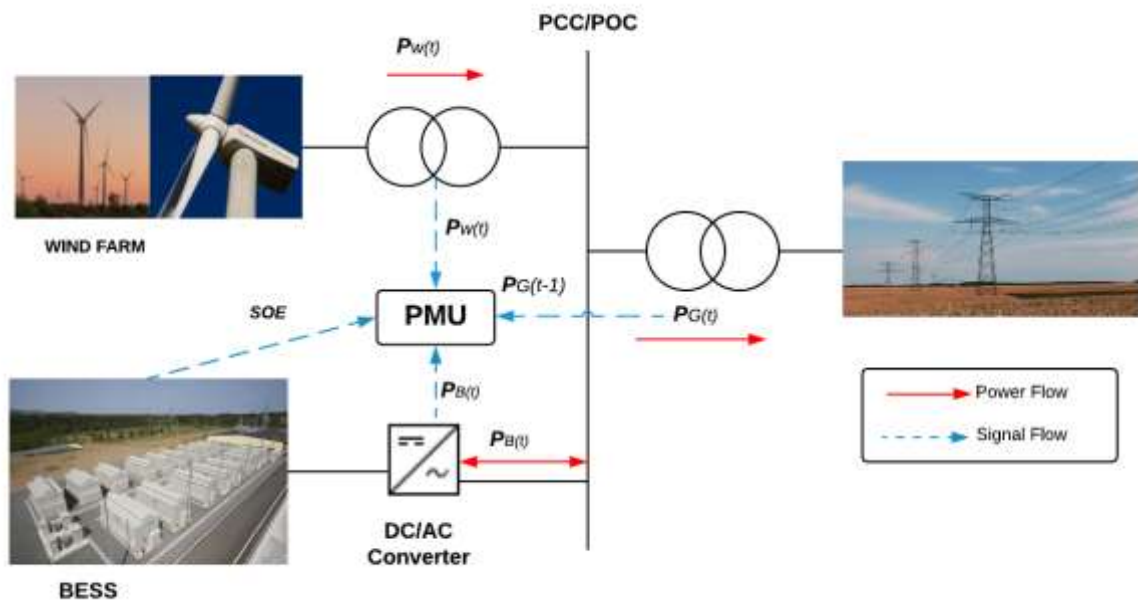 PCC/POC
Pw(t)
WIND FARM
Pw(t)
PG(t-1)
SOE
PMU
PG(t)
PB(t)
PB(t)
Power Flow
Signal Flow
DC/AC
Converter
BESS